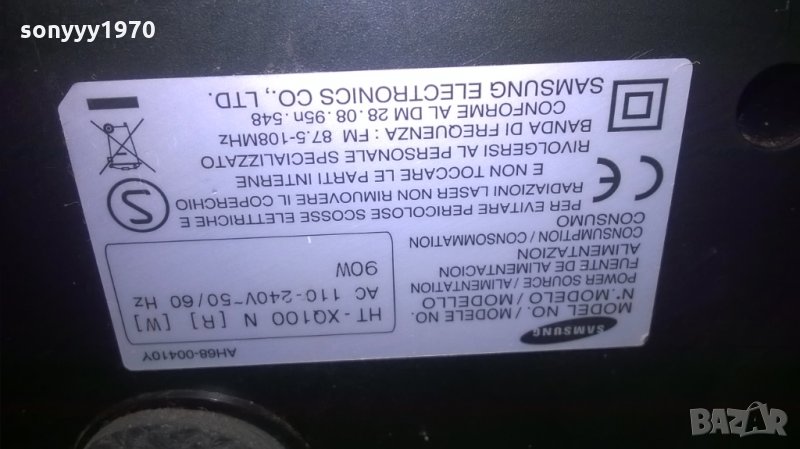 sonyyy1970
SAMSUNG
AH68-00410Y
MODEL NO. / MODELE NO.
N°. MODELO / MODELLO
HT - XQ100 N [R] [W]
POWER SOURCE / ALIMENTATION
FUENTE DE ALIMENTACION
ALIMENTAZION
AC 110-240V~50/60 Hz
CONSUMPTION / CONSOMMATION
CONSUMO
90W
PER EVITARE PERICOLOSE SCOSSE ELETTRICHE E
RADIAZIONI LASER NON RIMUOVERE IL COPERCHIO
E NON TOCCARE LE PARTI INTERNE
RIVOLGERSI AL PERSONALE SPECIALIZZATO
BANDA DI FREQUENZA : FM 87.5-108MHz
CONFORME AL DM 28.08.95n.548
SAMSUNG ELECTRONICS CO., LTD.
CE
S
BAZAR